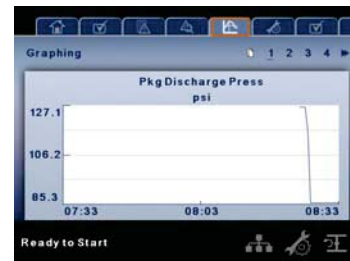 Graphing 1 2 3 4
Pkg Discharge Press
psi
127.1
106.2
85.3
07:33 08:03 08:33
Ready to Start